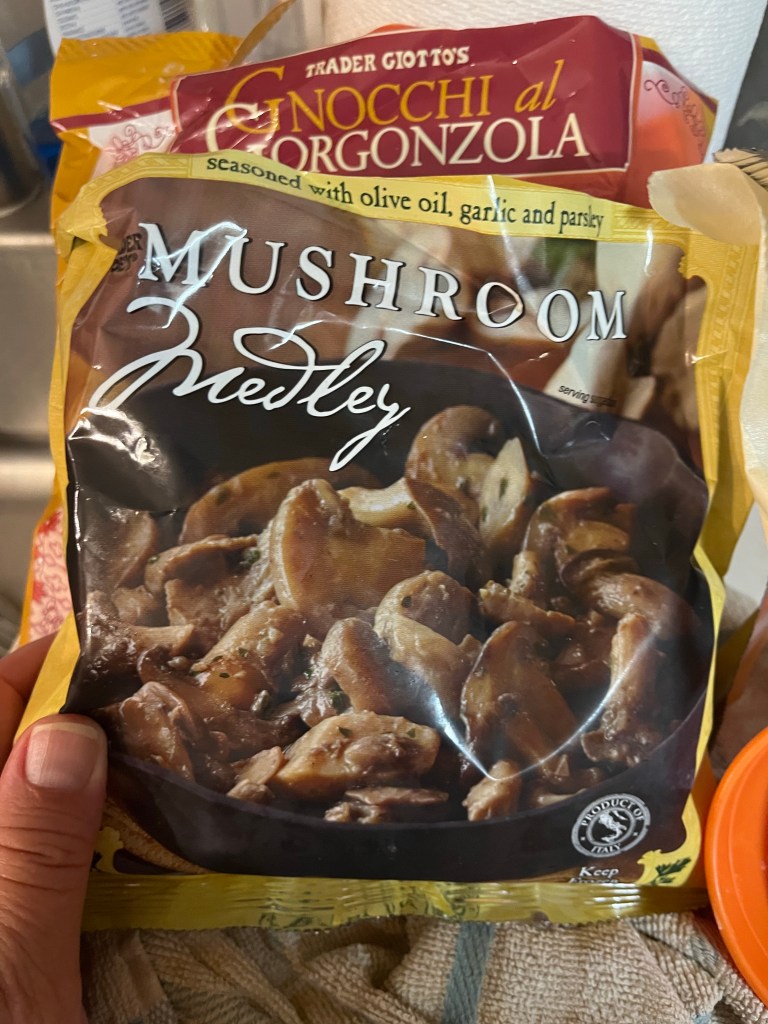 TRADER GIOTTO'S
GNOCCHI al
GORGONZOLA
seasoned with olive oil, garlic and parsley
MUSHROOM
Medley
serving
PRODUCT OF
ITALY
Keep